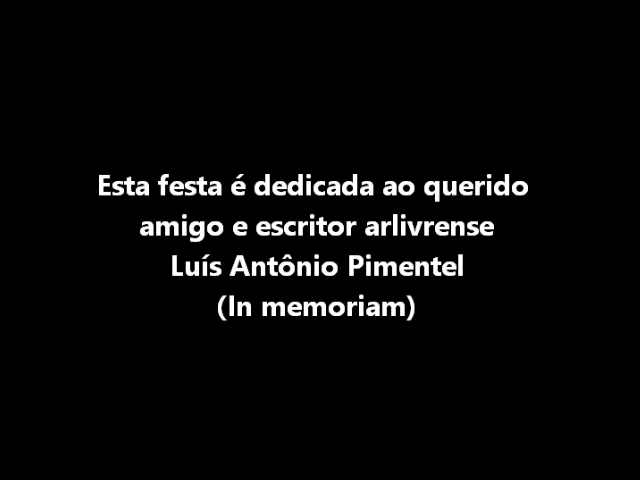 Esta festa é dedicada ao querido
amigo e escritor arlivrense
Luís Antônio Pimentel
(In memoriam)